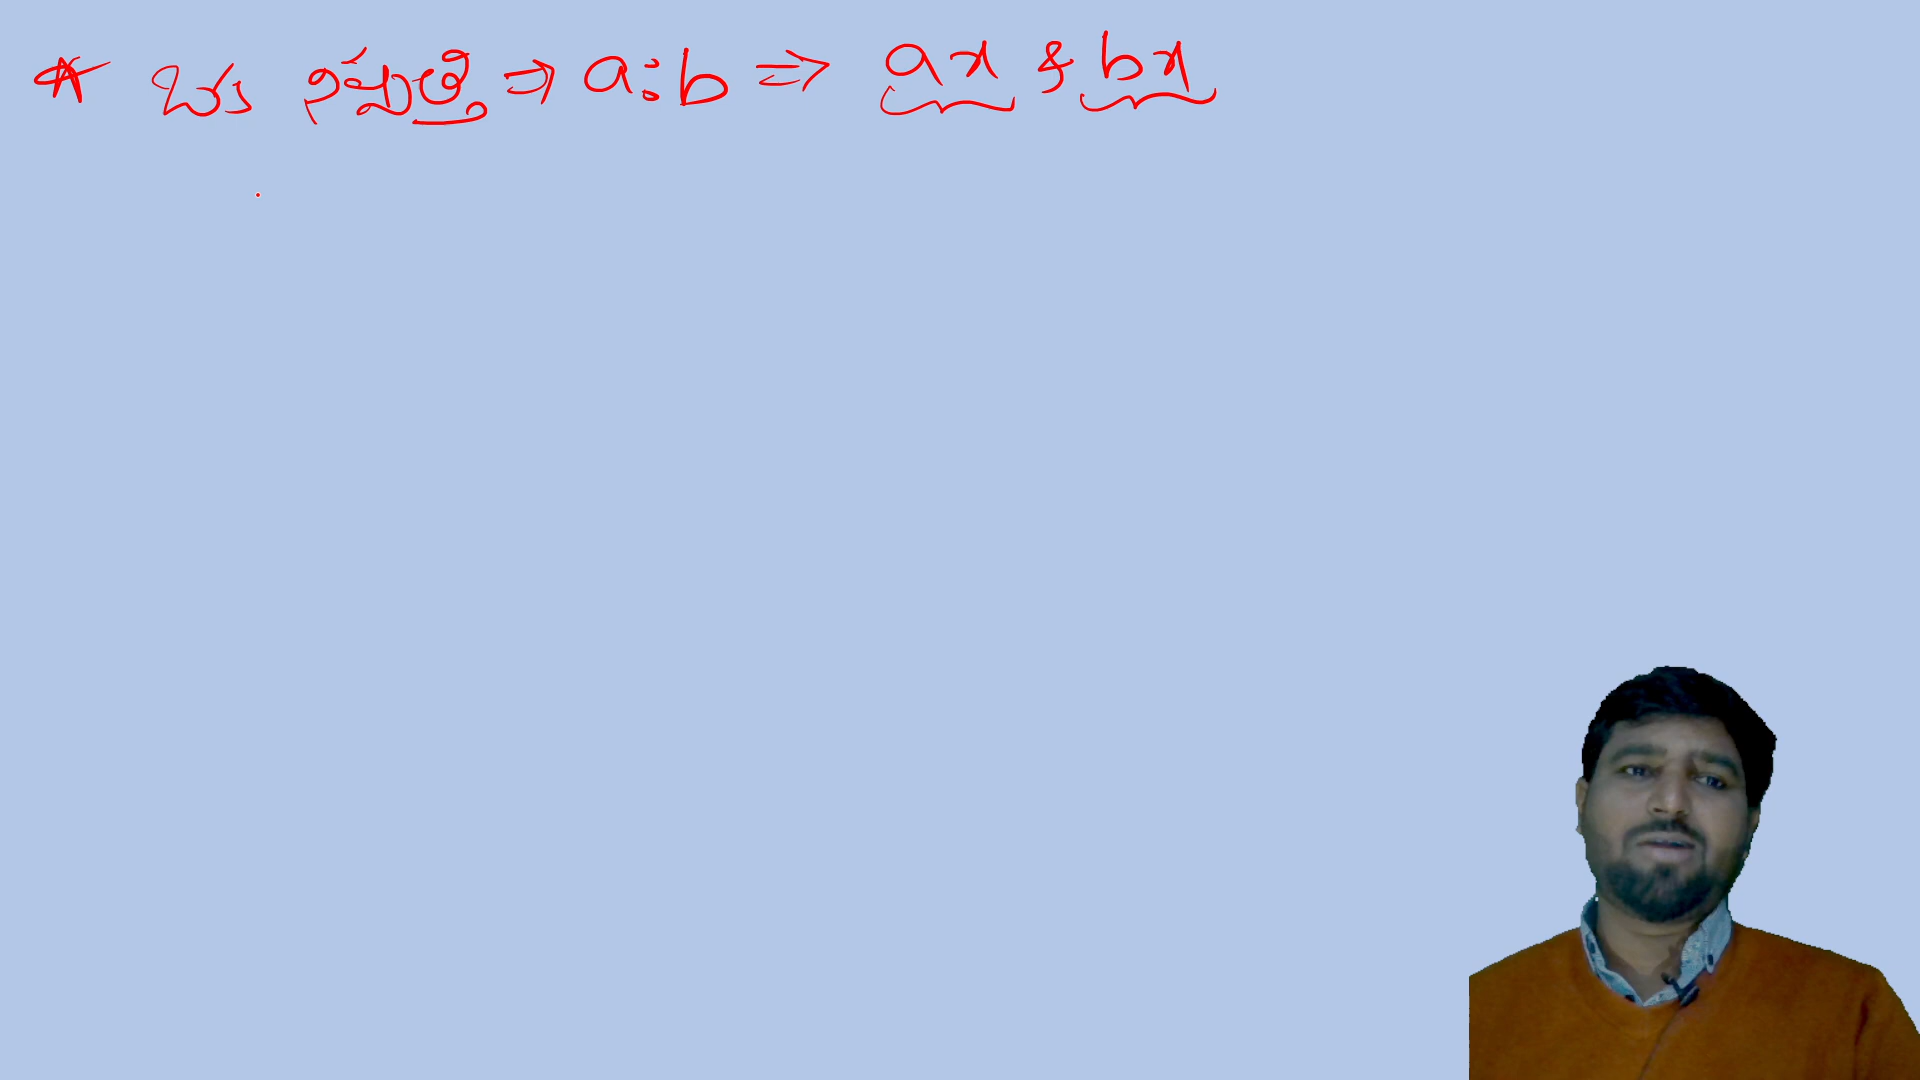 * ఒక నిష్పత్తి ⇒ a:b ⇒ ax & bx